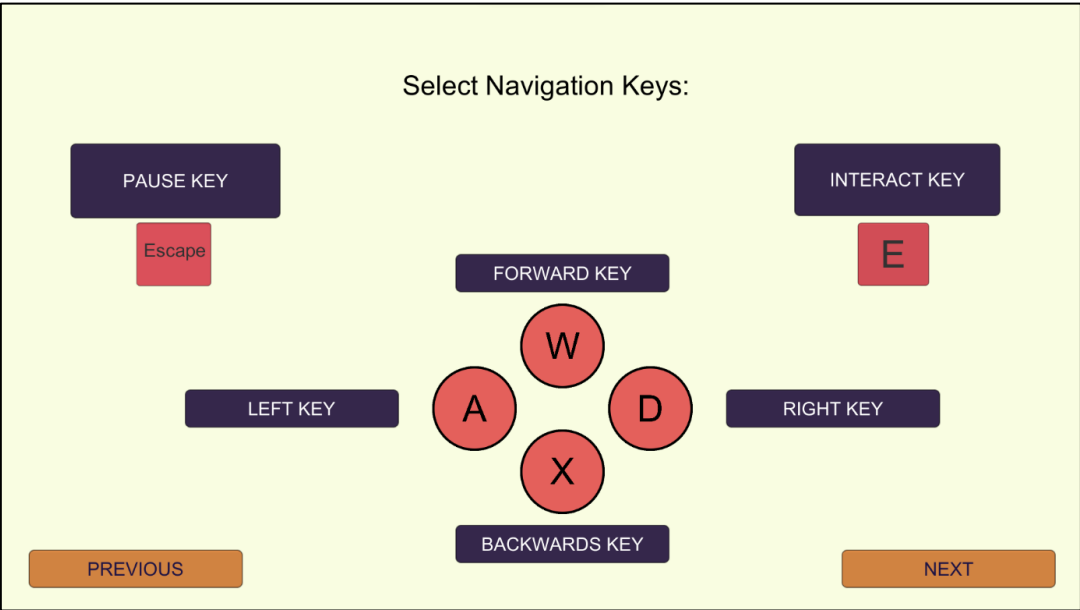 Select Navigation Keys:
PAUSE KEY
INTERACT KEY
Escape
E
FORWARD KEY
W
LEFT KEY
A
D
RIGHT KEY
X
BACKWARDS KEY
PREVIOUS
NEXT